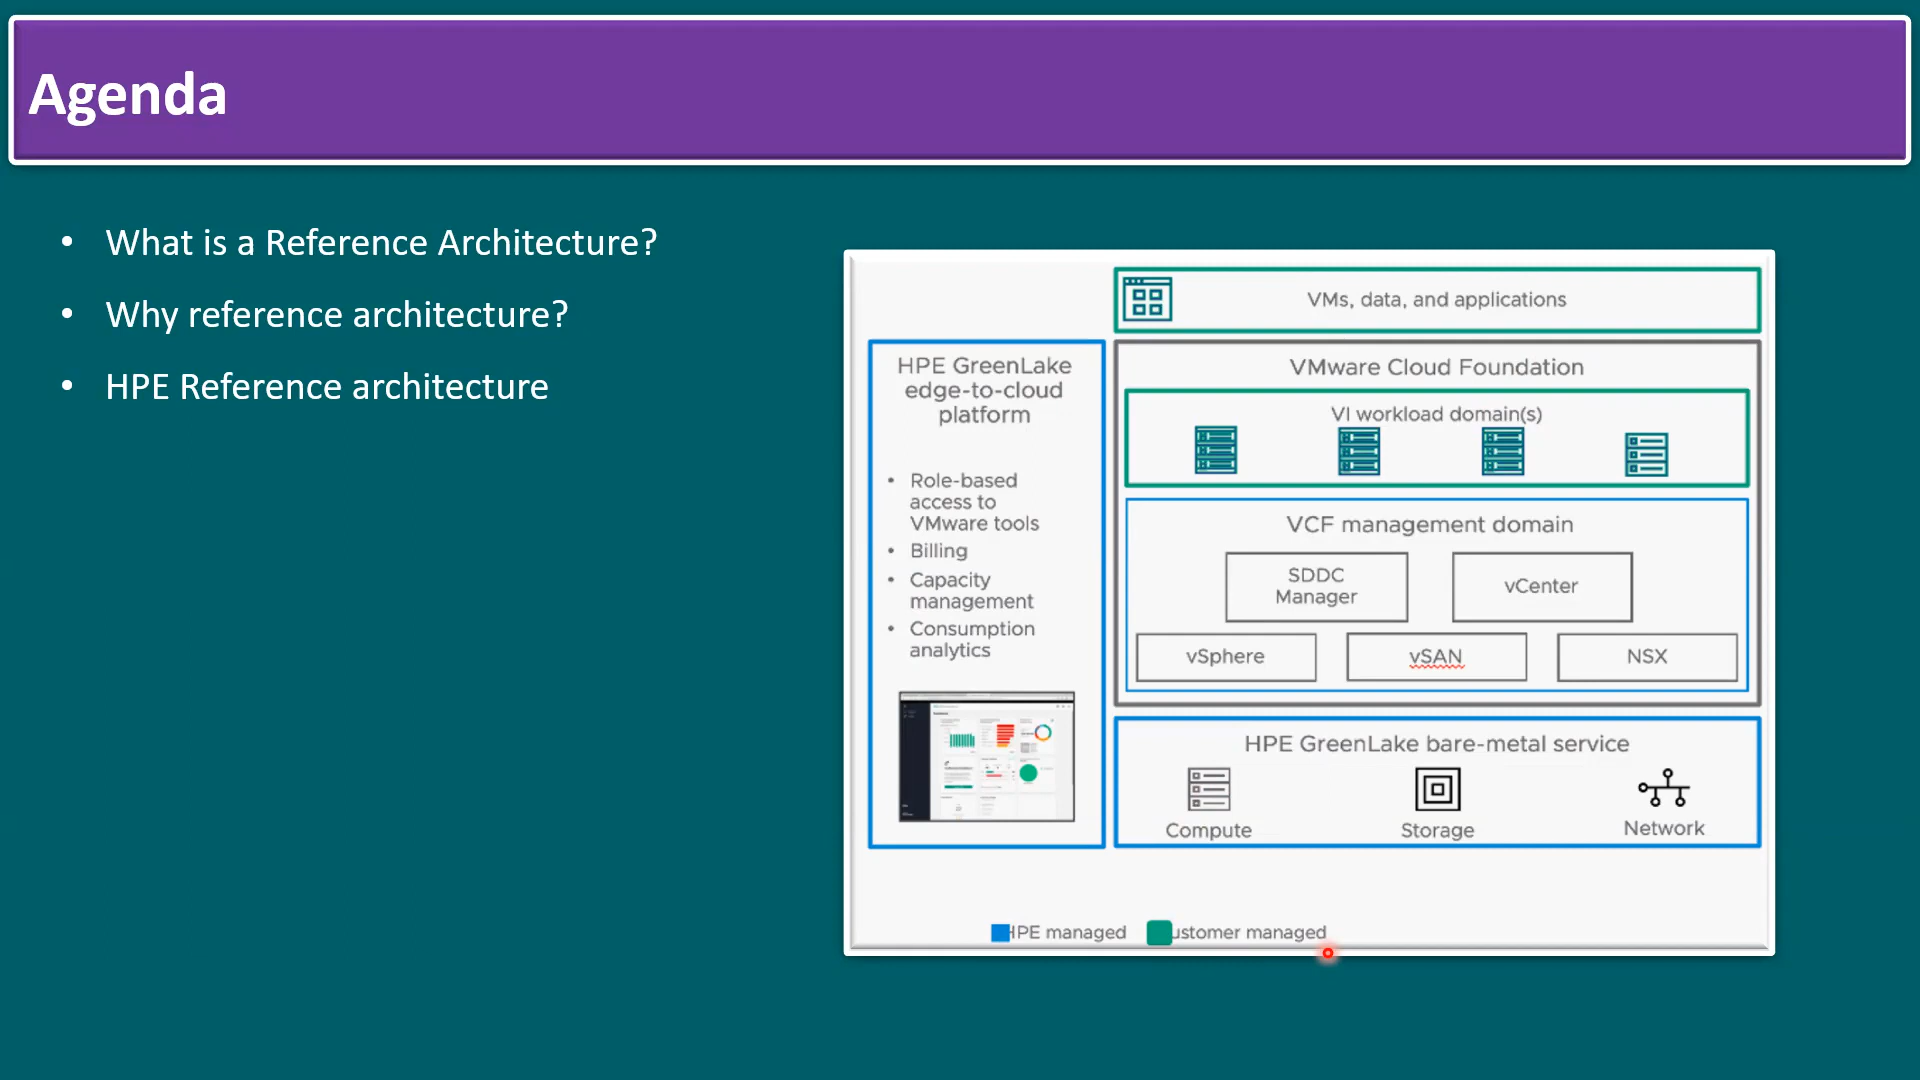 Agenda
• What is a Reference Architecture?
• Why reference architecture?
• HPE Reference architecture
VMs, data, and applications
HPE GreenLake
edge-to-cloud
platform
• Role-based
access to
VMware tools
• Billing
• Capacity
management
• Consumption
analytics
VMware Cloud Foundation
VI workload domain(s)
VCF management domain
SDDC
Manager
vCenter
vSphere
vSAN
NSX
HPE GreenLake bare-metal service
Compute
Storage
Network
HPE managed
ustomer managed